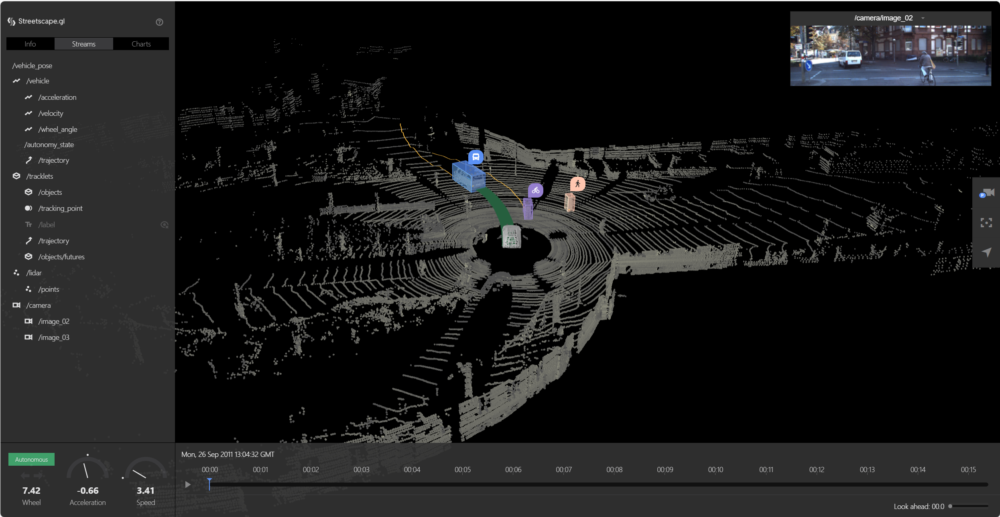 Streetscape.gl
Info
Streams
Charts
/vehicle_pose
/vehicle
/acceleration
/velocity
/wheel_angle
/autonomy_state
/trajectory
/tracklets
/objects
/tracking_point
/label
/trajectory
/objects/futures
/lidar
/points
/camera
/image_02
/image_03
/camera/image_02
P
Autonomous
7.42
Wheel
-0.66
Acceleration
3.41
Speed
Mon, 26 Sep 2011 13:04:32 GMT
00:00 00:01 00:02 00:03 00:04 00:05 00:06 00:07 00:08 00:09 00:10 00:11 00:12 00:13 00:14 00:15
Look ahead: 00.0